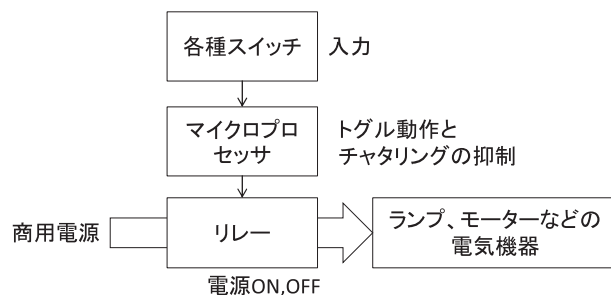 各種スイッチ
入力
マイクロプロ
セッサ
トグル動作と
チャタリングの抑制
商用電源
リレー
ランプ、モーターなどの
電気機器
電源ON,OFF